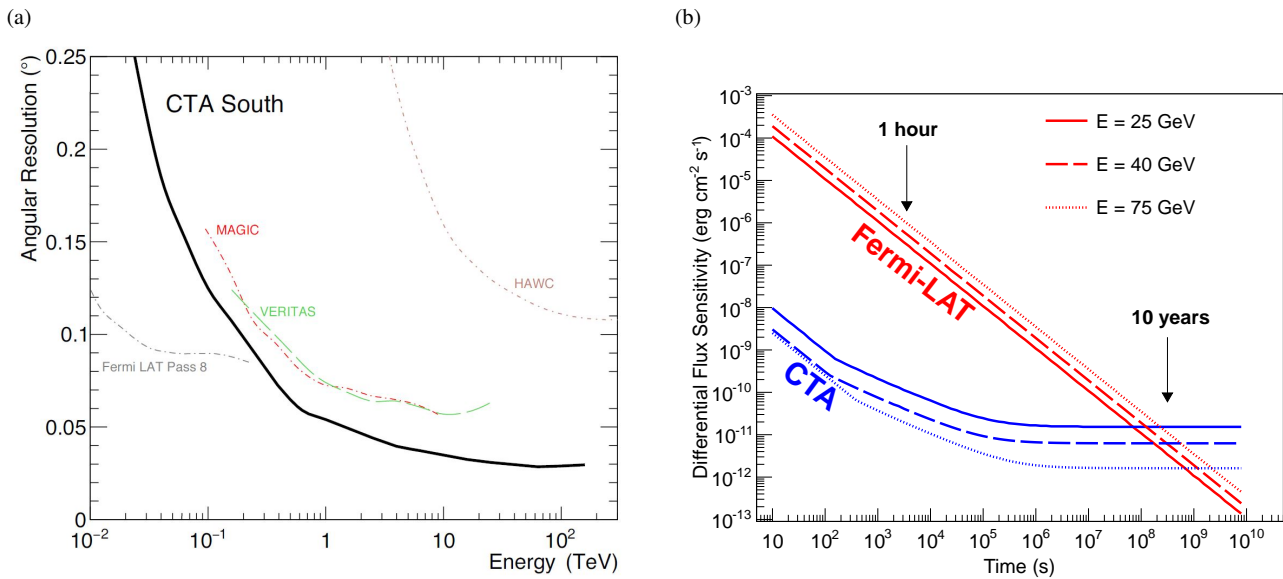 (a)
0.25
0.2
0.15
0.1
0.05
0
Angular Resolution (°)
CTA South
MAGIC
VERITAS
HAWC
Fermi LAT Pass 8
10⁻² 10⁻¹ 1 10 10²
Energy (TeV)
(b)
10⁻³
10⁻⁴
10⁻⁵
10⁻⁶
10⁻⁷
10⁻⁸
10⁻⁹
10⁻¹⁰
10⁻¹¹
10⁻¹²
10⁻¹³
Differential Flux Sensitivity (erg cm⁻² s⁻¹)
1 hour
E = 25 GeV
E = 40 GeV
E = 75 GeV
Fermi-LAT
10 years
CTA
10 10² 10³ 10⁴ 10⁵ 10⁶ 10⁷ 10⁸ 10⁹ 10¹⁰
Time (s)